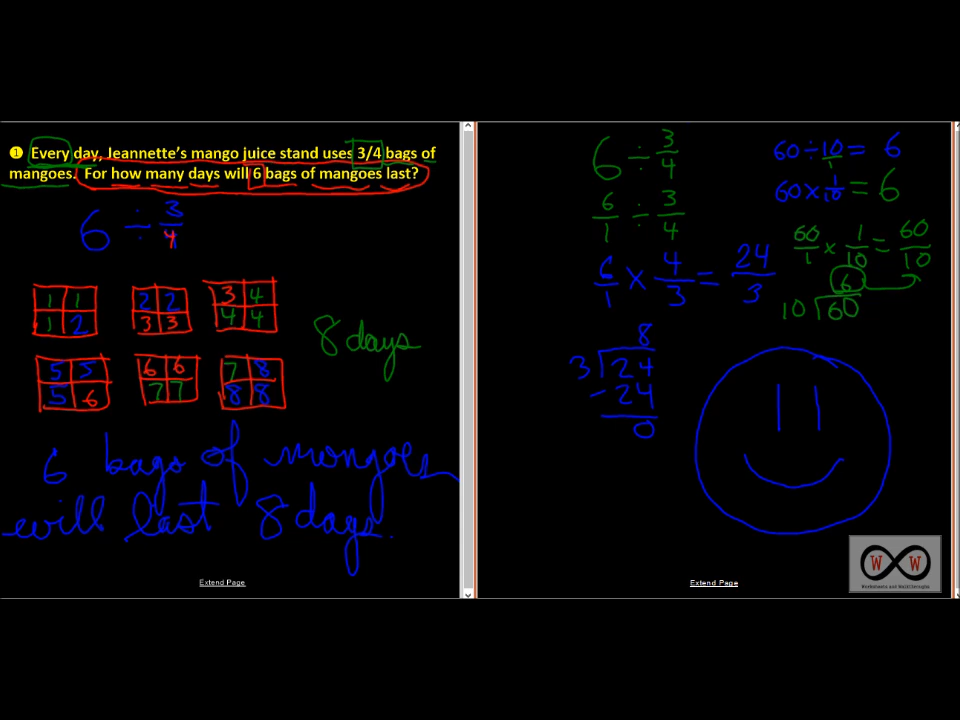 ❶ Every day, Jeannette's mango juice stand uses 3/4 bags of
mangoes. For how many days will 6 bags of mangoes last?
6 ÷ 3/4
1 1
1 2
2 2
3 3
3 4
4 4
5 5
5 6
6 6
7 7
7 8
8 8
8 days
6 bags of mongoes
will last 8 days.
Extend Page
6 ÷ 3/4
6/1 ÷ 3/4
6/1 × 4/3 = 24/3
8
3 24
- 24
0
60 ÷ 10/1 = 6
60 × 1/10 = 6
60/1 × 1/10 = 60/10
6
10 60
Extend Page
W W
Worksheets and Walkthroughs